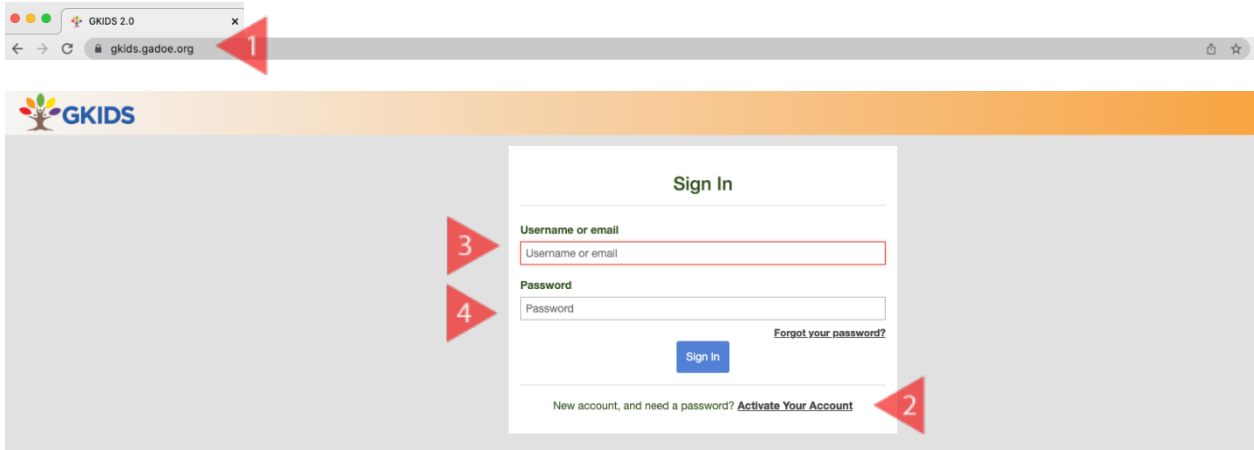 GKIDS 2.0
gkids.gadoe.org
1
GKIDS
Sign In
Username or email
3
Username or email
Password
4
Password
Forgot your password?
Sign In
New account, and need a password? Activate Your Account
2